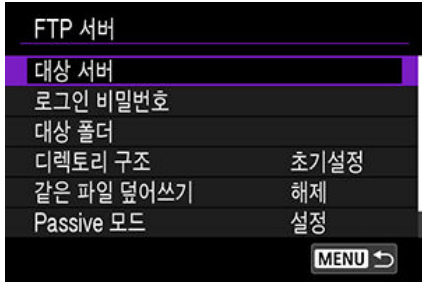 FTP 서버
대상 서버
로그인 비밀번호
대상 폴더
디렉토리 구조 초기설정
같은 파일 덮어쓰기 해제
Passive 모드 설정
MENU